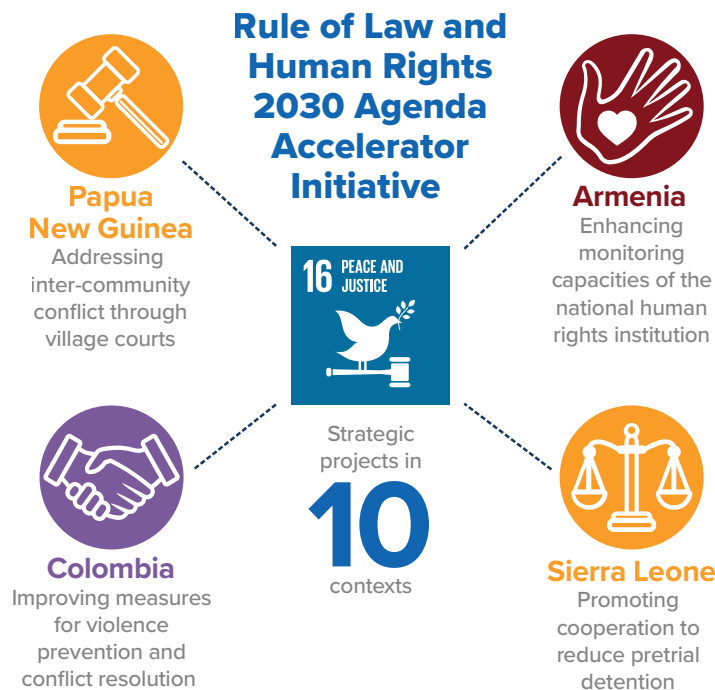 Rule of Law and
Human Rights
2030 Agenda
Accelerator
Initiative
Papua
New Guinea
Addressing
inter-community
conflict through
village courts
Armenia
Enhancing
monitoring
capacities of the
national human
rights institution
16 PEACE AND
JUSTICE
Strategic
projects in
10
contexts
Colombia
Improving measures
for violence
prevention and
conflict resolution
Sierra Leone
Promoting
cooperation to
reduce pretrial
detention